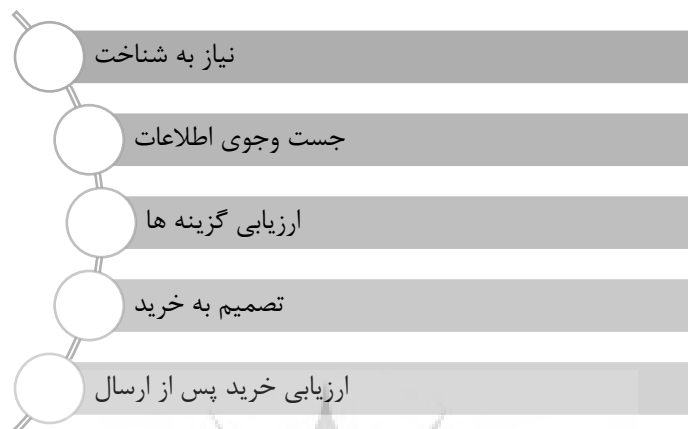 نیاز به شناخت
جست وجوی اطلاعات
ارزیابی گزینه ها
تصمیم به خرید
ارزیابی خرید پس از ارسال